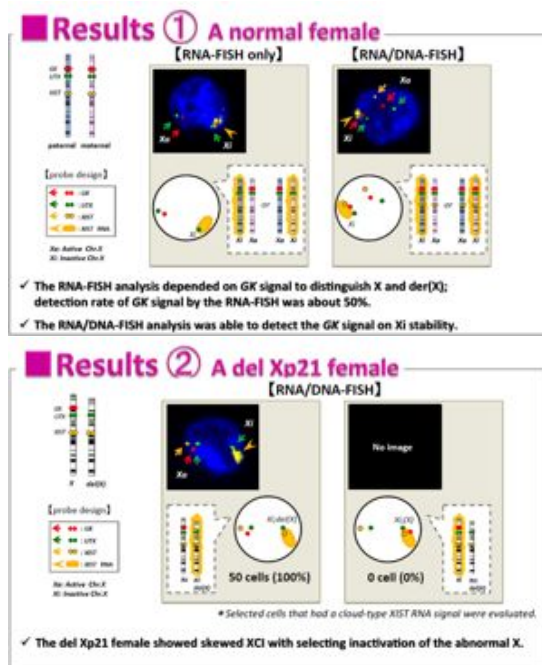 ■Results ① A normal female
【RNA-FISH only】
【RNA/DNA-FISH】
GK
UTX
XIST
paternal maternal
Xa
Xi
Xa
Xi
【probe design】
: GK
: UTX
: XIST
: XIST RNA
Xa: Active Chr.X
Xi: Inactive Chr.X
Xi
or
Xi Xa Xa Xi
Xi
or
Xi Xa Xa Xi
✓ The RNA-FISH analysis depended on GK signal to distinguish X and der(X);
detection rate of GK signal by the RNA-FISH was about 50%.
✓ The RNA/DNA-FISH analysis was able to detect the GK signal on Xi stability.
■Results ② A del Xp21 female
【RNA/DNA-FISH】
GK
UTX
XIST
X del(X)
Xi
Xa
No image
【probe design】
: GK
: UTX
: XIST
: XIST RNA
Xa: Active Chr.X
Xi: Inactive Chr.X
50 cells (100%)
0 cell (0%)
*Selected cells that had a cloud-type XIST RNA signal were evaluated.
✓ The del Xp21 female showed skewed XCI with selecting inactivation of the abnormal X.